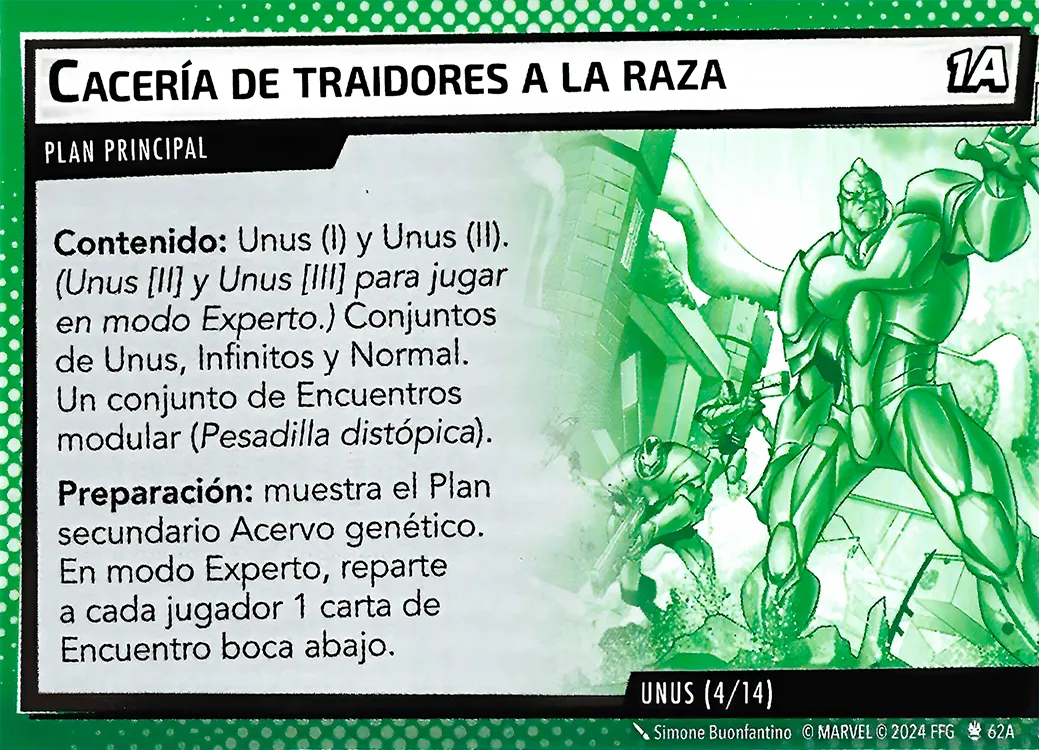 CACERÍA DE TRAIDORES A LA RAZA
1A
PLAN PRINCIPAL
Contenido: Unus (I) y Unus (II).
(Unus [II] y Unus [III] para jugar
en modo Experto.) Conjuntos
de Unus, Infinitos y Normal.
Un conjunto de Encuentros
modular (Pesadilla distópica).
Preparación: muestra el Plan
secundario Acervo genético.
En modo Experto, reparte
a cada jugador 1 carta de
Encuentro boca abajo.
UNUS (4/14)
Simone Buonfantino © MARVEL © 2024 FFG 62A